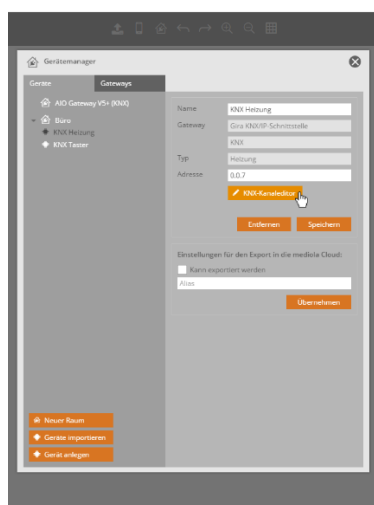 Gerätemanager
Geräte
Gateways
AIO Gateway V5+ (KNX)
Büro
KNX Heizung
KNX Taster
Name
KNX Heizung
Gateway
Gira KNX/IP-Schnittstelle
KNX
Typ
Heizung
Adresse
0.0.7
KNX-Kanaleditor
Entfernen
Speichern
Einstellungen für den Export in die mediola Cloud:
Kann exportiert werden
Alias
Übernehmen
Neuer Raum
Geräte importieren
Gerät anlegen